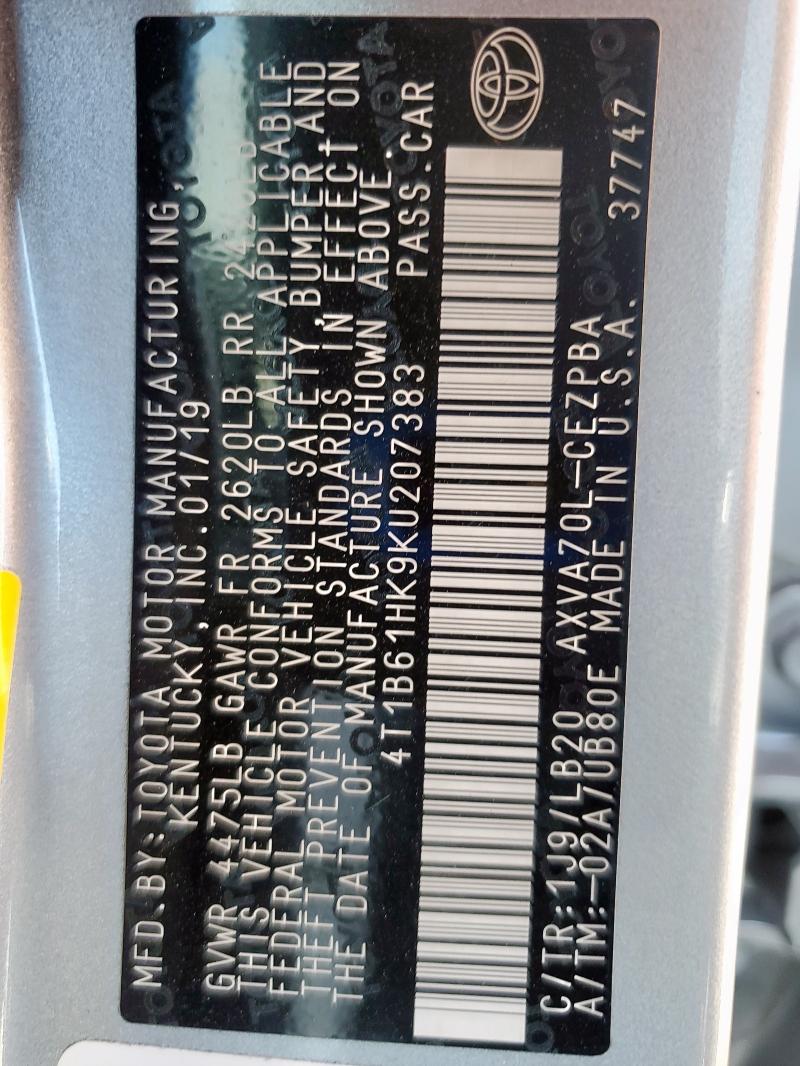 MFD.BY:TOYOTA MOTOR MANUFACTURING,
KENTUCKY, INC.01/19
GVWR 4475LB GAWR FR 2620LB RR
THIS VEHICLE CONFORMS TO ALL APPLICABLE
FEDERAL MOTOR VEHICLE SAFETY, BUMPER AND
THEFT PREVENTION STANDARDS IN EFFECT ON
THE DATE OF MANUFACTURE SHOWN ABOVE.
4T1B61HK9KU207383 PASS.CAR
C/TR:1J9/LB20 AXVA70L-CEZPBA
A/TM:-02A/UB80E MADE IN U.S.A. 37747